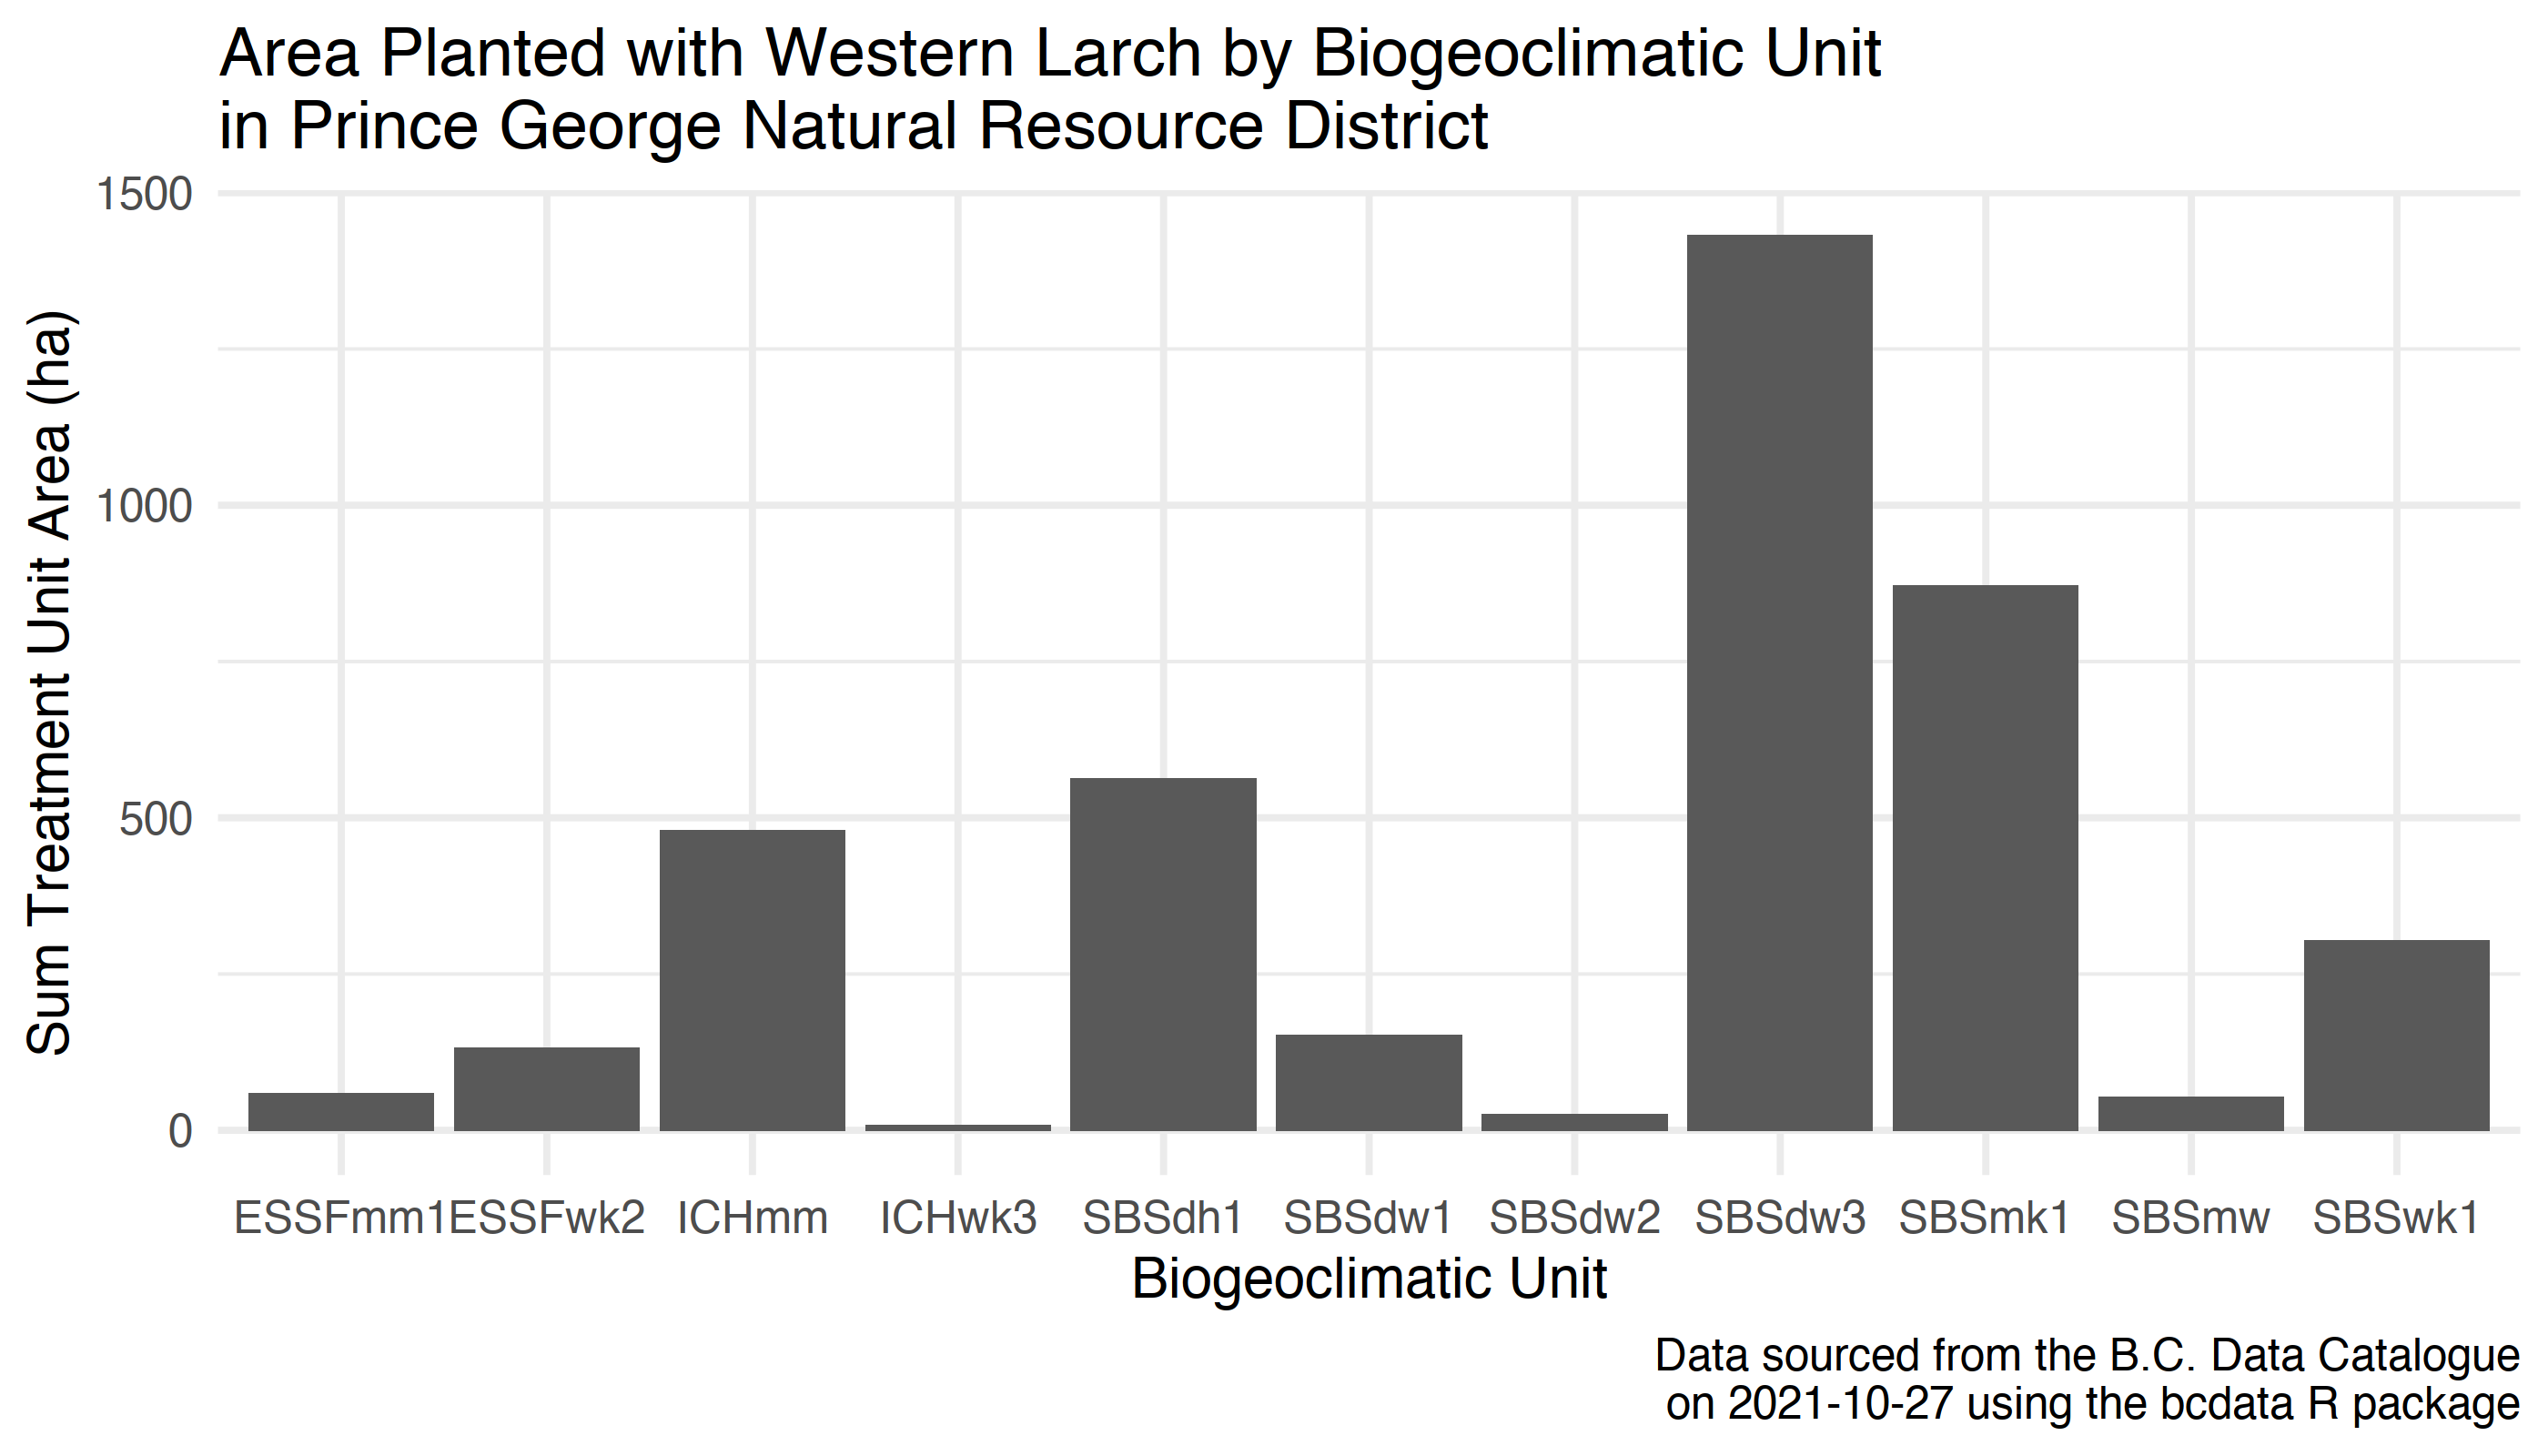 Area Planted with Western Larch by Biogeoclimatic Unit
in Prince George Natural Resource District
Sum Treatment Unit Area (ha)
1500
1000
500
0
ESSFmm1 ESSFwk2 ICHmm ICHwk3 SBSdh1 SBSdw1 SBSdw2 SBSdw3 SBSmk1 SBSmw SBSwk1
Biogeoclimatic Unit
Data sourced from the B.C. Data Catalogue
on 2021-10-27 using the bcdata R package